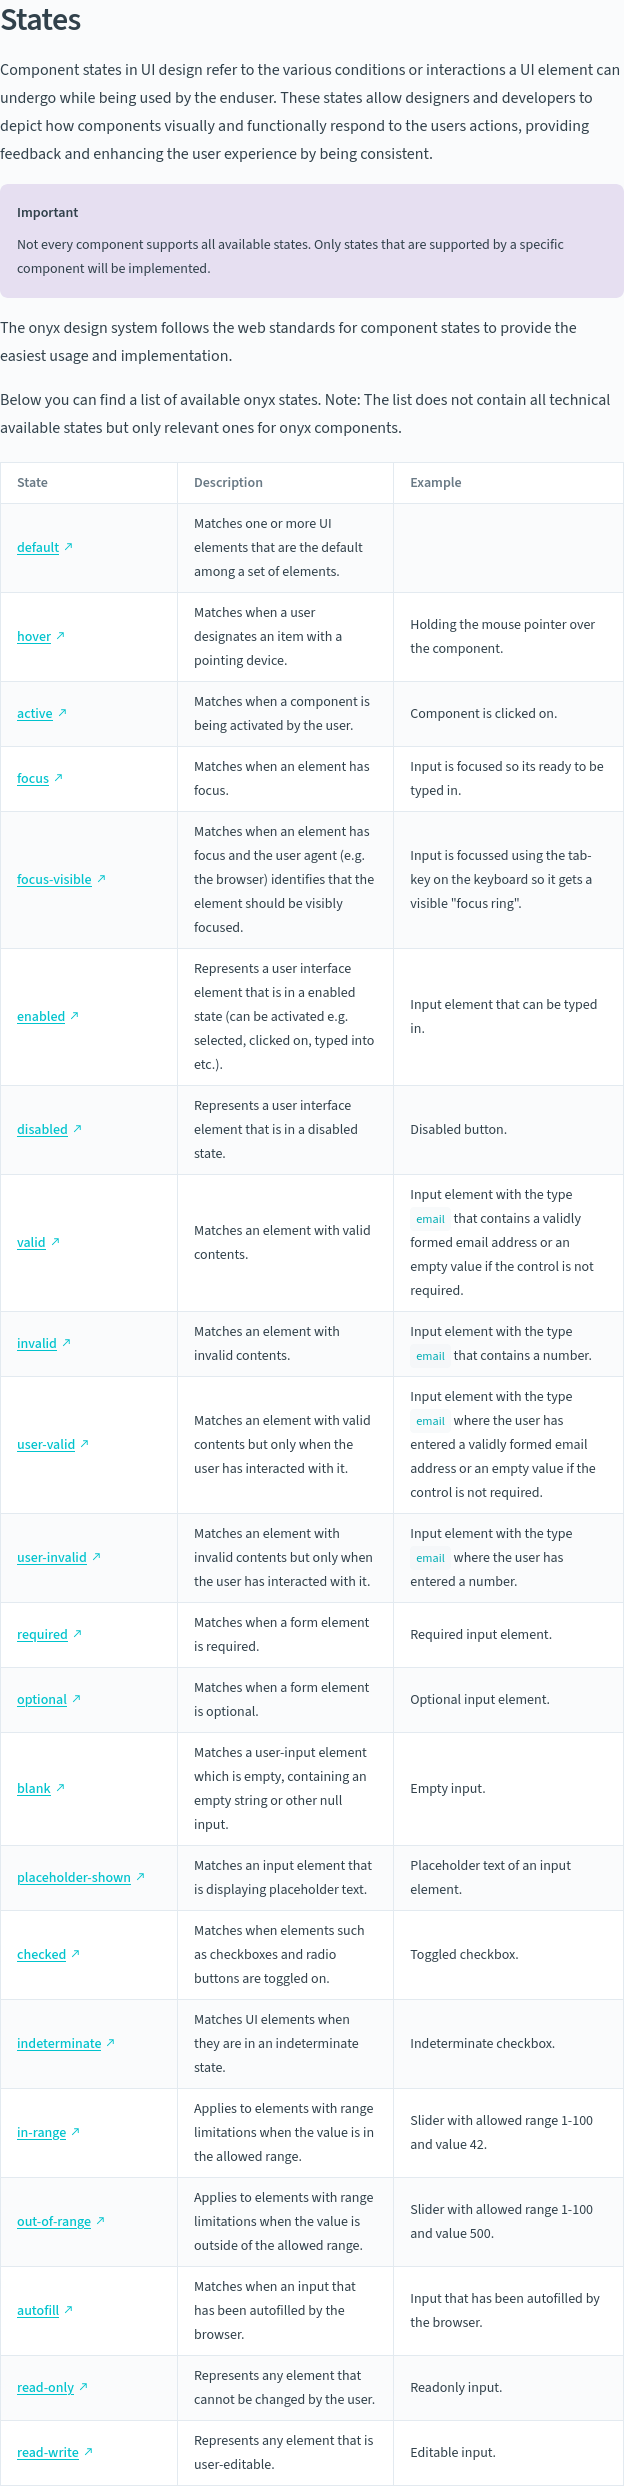 States
Component states in UI design refer to the various conditions or interactions a UI element can
undergo while being used by the enduser. These states allow designers and developers to
depict how components visually and functionally respond to the users actions, providing
feedback and enhancing the user experience by being consistent.
Important
Not every component supports all available states. Only states that are supported by a specific
component will be implemented.
The onyx design system follows the web standards for component states to provide the
easiest usage and implementation.
Below you can find a list of available onyx states. Note: The list does not contain all technical
available states but only relevant ones for onyx components.
State Description Example
default ↗
Matches one or more UI
elements that are the default
among a set of elements.
hover ↗
Matches when a user
designates an item with a
pointing device.
Holding the mouse pointer over
the component.
active ↗
Matches when a component is
being activated by the user.
Component is clicked on.
focus ↗
Matches when an element has
focus.
Input is focused so its ready to be
typed in.
focus-visible ↗
Matches when an element has
focus and the user agent (e.g.
the browser) identifies that the
element should be visibly
focused.
Input is focussed using the tab-
key on the keyboard so it gets a
visible "focus ring".
enabled ↗
Represents a user interface
element that is in a enabled
state (can be activated e.g.
selected, clicked on, typed into
etc.).
Input element that can be typed
in.
disabled ↗
Represents a user interface
element that is in a disabled
state.
Disabled button.
valid ↗
Matches an element with valid
contents.
Input element with the type
email that contains a validly
formed email address or an
empty value if the control is not
required.
invalid ↗
Matches an element with
invalid contents.
Input element with the type
email that contains a number.
user-valid ↗
Matches an element with valid
contents but only when the
user has interacted with it.
Input element with the type
email where the user has
entered a validly formed email
address or an empty value if the
control is not required.
user-invalid ↗
Matches an element with
invalid contents but only when
the user has interacted with it.
Input element with the type
email where the user has
entered a number.
required ↗
Matches when a form element
is required.
Required input element.
optional ↗
Matches when a form element
is optional.
Optional input element.
blank ↗
Matches a user-input element
which is empty, containing an
empty string or other null
input.
Empty input.
placeholder-shown ↗
Matches an input element that
is displaying placeholder text.
Placeholder text of an input
element.
checked ↗
Matches when elements such
as checkboxes and radio
buttons are toggled on.
Toggled checkbox.
indeterminate ↗
Matches UI elements when
they are in an indeterminate
state.
Indeterminate checkbox.
in-range ↗
Applies to elements with range
limitations when the value is in
the allowed range.
Slider with allowed range 1-100
and value 42.
out-of-range ↗
Applies to elements with range
limitations when the value is
outside of the allowed range.
Slider with allowed range 1-100
and value 500.
autofill ↗
Matches when an input that
has been autofilled by the
browser.
Input that has been autofilled by
the browser.
read-only ↗
Represents any element that
cannot be changed by the user.
Readonly input.
read-write ↗
Represents any element that is
user-editable.
Editable input.